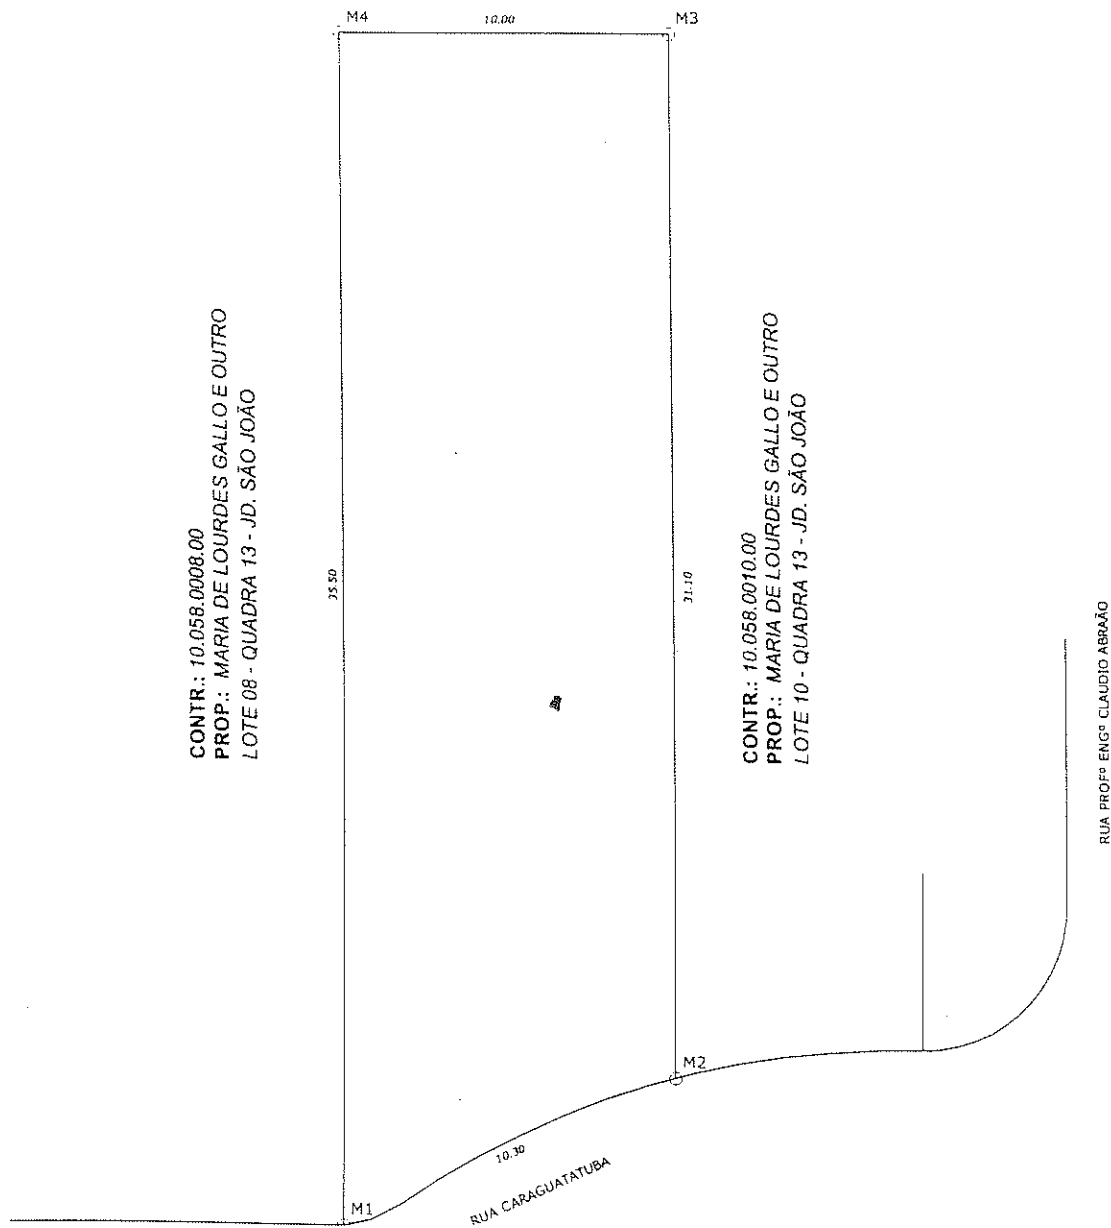 M4
10.00
M3
CONTR.: 10.058.0008.00
PROP.: MARIA DE LOURDES GALLO E OUTRO
LOTE 08 - QUADRA 13 - JD. SÃO JOÃO
35.50
31.10
CONTR.: 10.058.0010.00
PROP.: MARIA DE LOURDES GALLO E OUTRO
LOTE 10 - QUADRA 13 - JD. SÃO JOÃO
RUA PROFº ENGº CLAUDIO ABRAÃO
M2
10.30
M1
RUA CARAGUATATUBA